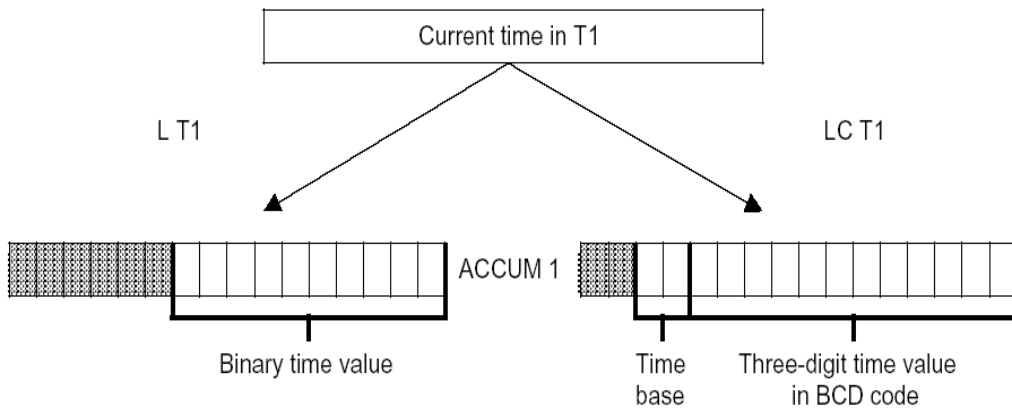 Current time in T1
L T1
LC T1
ACCUM 1
Binary time value
Time
base
Three-digit time value
in BCD code